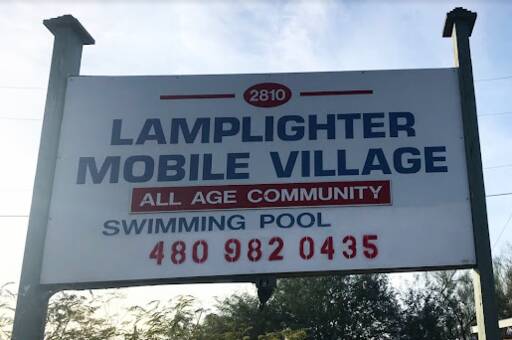 2810
LAMPLIGHTER
MOBILE VILLAGE
ALL AGE COMMUNITY
SWIMMING POOL
480 982 0435